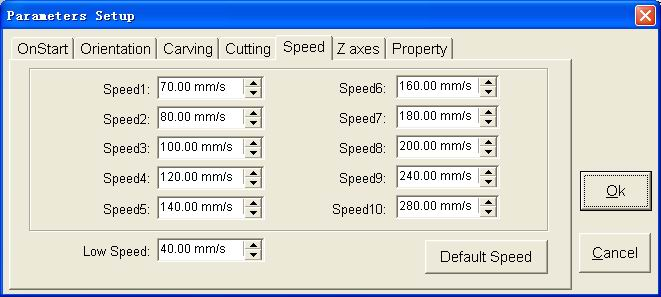 Parameters Setup
OnStart Orientation Carving Cutting Speed Z axes Property
Speed1: 70.00 mm/s Speed6: 160.00 mm/s
Speed2: 80.00 mm/s Speed7: 180.00 mm/s
Speed3: 100.00 mm/s Speed8: 200.00 mm/s
Speed4: 120.00 mm/s Speed9: 240.00 mm/s
Speed5: 140.00 mm/s Speed10: 280.00 mm/s
Low Speed: 40.00 mm/s
Default Speed
Ok
Cancel